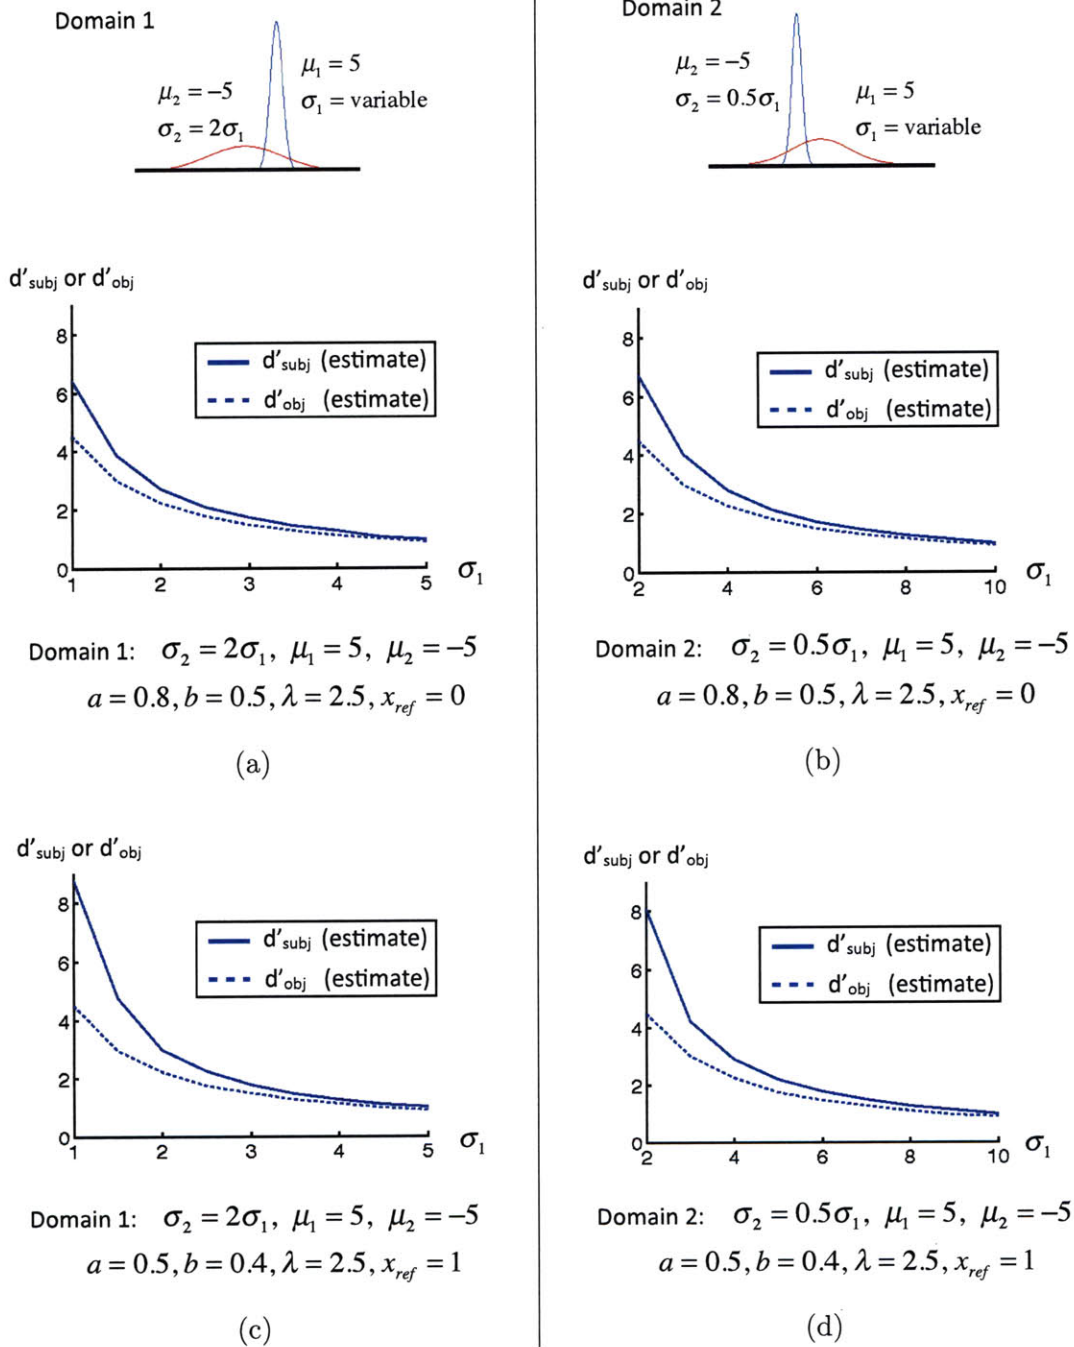 Domain 1
μ₁ = 5
μ₂ = −5
σ₁ = variable
σ₂ = 2σ₁
d'subj or d'obj
8
6
4
2
0
1 2 3 4 5 σ₁
d'subj (estimate)
d'obj (estimate)
Domain 1: σ₂ = 2σ₁, μ₁ = 5, μ₂ = −5
a = 0.8, b = 0.5, λ = 2.5, x_ref = 0
(a)
Domain 2
μ₂ = −5
σ₂ = 0.5σ₁
μ₁ = 5
σ₁ = variable
d'subj or d'obj
8
6
4
2
0
2 4 6 8 10 σ₁
d'subj (estimate)
d'obj (estimate)
Domain 2: σ₂ = 0.5σ₁, μ₁ = 5, μ₂ = −5
a = 0.8, b = 0.5, λ = 2.5, x_ref = 0
(b)
d'subj or d'obj
8
6
4
2
0
1 2 3 4 5 σ₁
d'subj (estimate)
d'obj (estimate)
Domain 1: σ₂ = 2σ₁, μ₁ = 5, μ₂ = −5
a = 0.5, b = 0.4, λ = 2.5, x_ref = 1
(c)
d'subj or d'obj
8
6
4
2
0
2 4 6 8 10 σ₁
d'subj (estimate)
d'obj (estimate)
Domain 2: σ₂ = 0.5σ₁, μ₁ = 5, μ₂ = −5
a = 0.5, b = 0.4, λ = 2.5, x_ref = 1
(d)